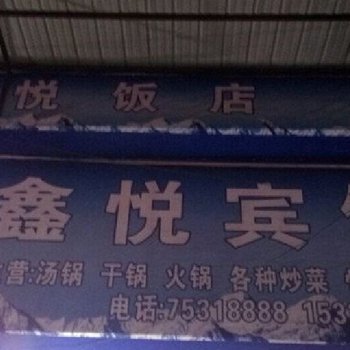 悦饭店
鑫悦宾
营:汤锅 干锅 火锅 各种炒菜
电话:75318888 153